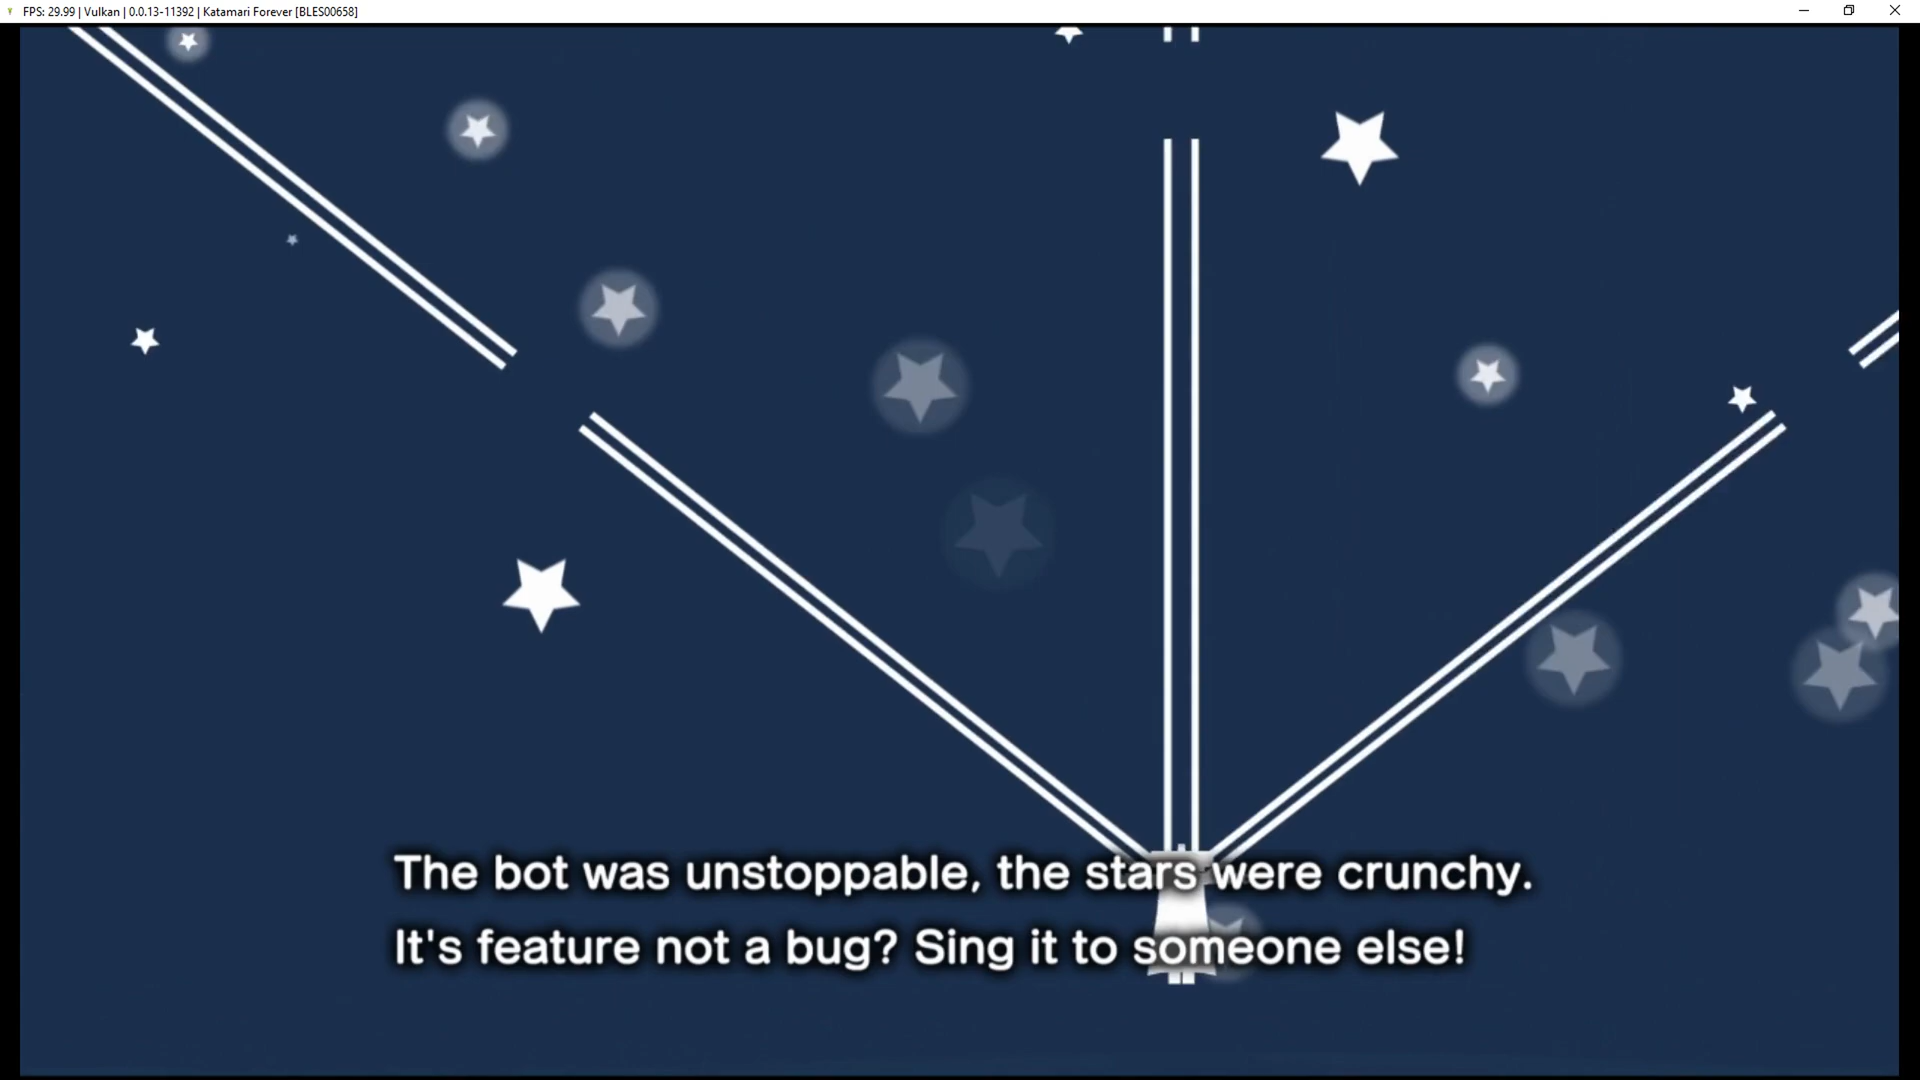 FPS: 29.99 | Vulkan | 0.0.13-11392 | Katamari Forever [BLES00658]
The bot was unstoppable, the stars were crunchy.
It's feature not a bug? Sing it to someone else!